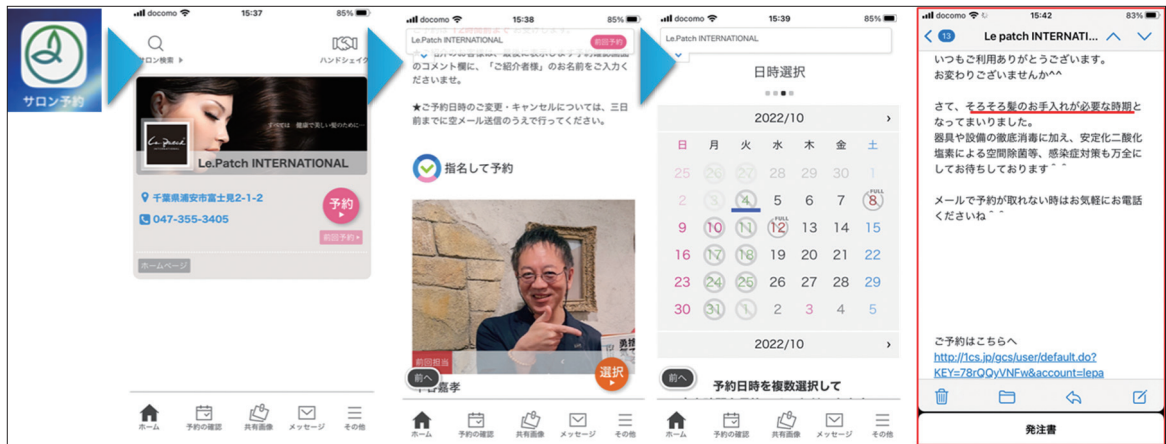 サロン予約
docomo 15:37 85%
サロン検索
ハンドシェイク
すべては 健康で美しい髪のために…
Le.Patch
Le.Patch INTERNATIONAL
千葉県浦安市富士見2-1-2
047-355-3405
予約
前回予約
ホームページ
ホーム 予約の確認 共有画像 メッセージ その他
docomo 15:38 85%
Le.Patch INTERNATIONAL
前回予約
のコメント欄に、「ご紹介者様」のお名前をご入力く
ださいませ。
★ご予約日時のご変更・キャンセルについては、三日
前までに空メール送信のうえで行ってください。
指名して予約
前回担当
選択
前へ
嘉孝
ホーム 予約の確認 共有画像 メッセージ その他
docomo 15:39 85%
Le.Patch INTERNATIONAL
日時選択
2022/10
日 月 火 水 木 金 土
25 26 27 28 29 30 1
2 3 4 5 6 7 8 FULL
9 10 11 12 FULL 13 14 15
16 17 18 19 20 21 22
23 24 25 26 27 28 29
30 31 1 2 3 4 5
2022/10
前へ
予約日時を複数選択して
ホーム 予約の確認 共有画像 メッセージ その他
docomo 15:42 83%
13 Le patch INTERNATI...
いつもご利用ありがとうございます。
お変わりございませんか^^
さて、そろそろ髪のお手入れが必要な時期と
なってまいりました。
器具や設備の徹底消毒に加え、安定化二酸化
塩素による空間除菌等、感染症対策も万全に
してお待ちしております＾＾
メールで予約が取れない時はお気軽にお電話
くださいね＾＾
ご予約はこちらへ
http://1cs.jp/gcs/user/default.do?
KEY=78rQQyVNFw&account=lepa
発注書